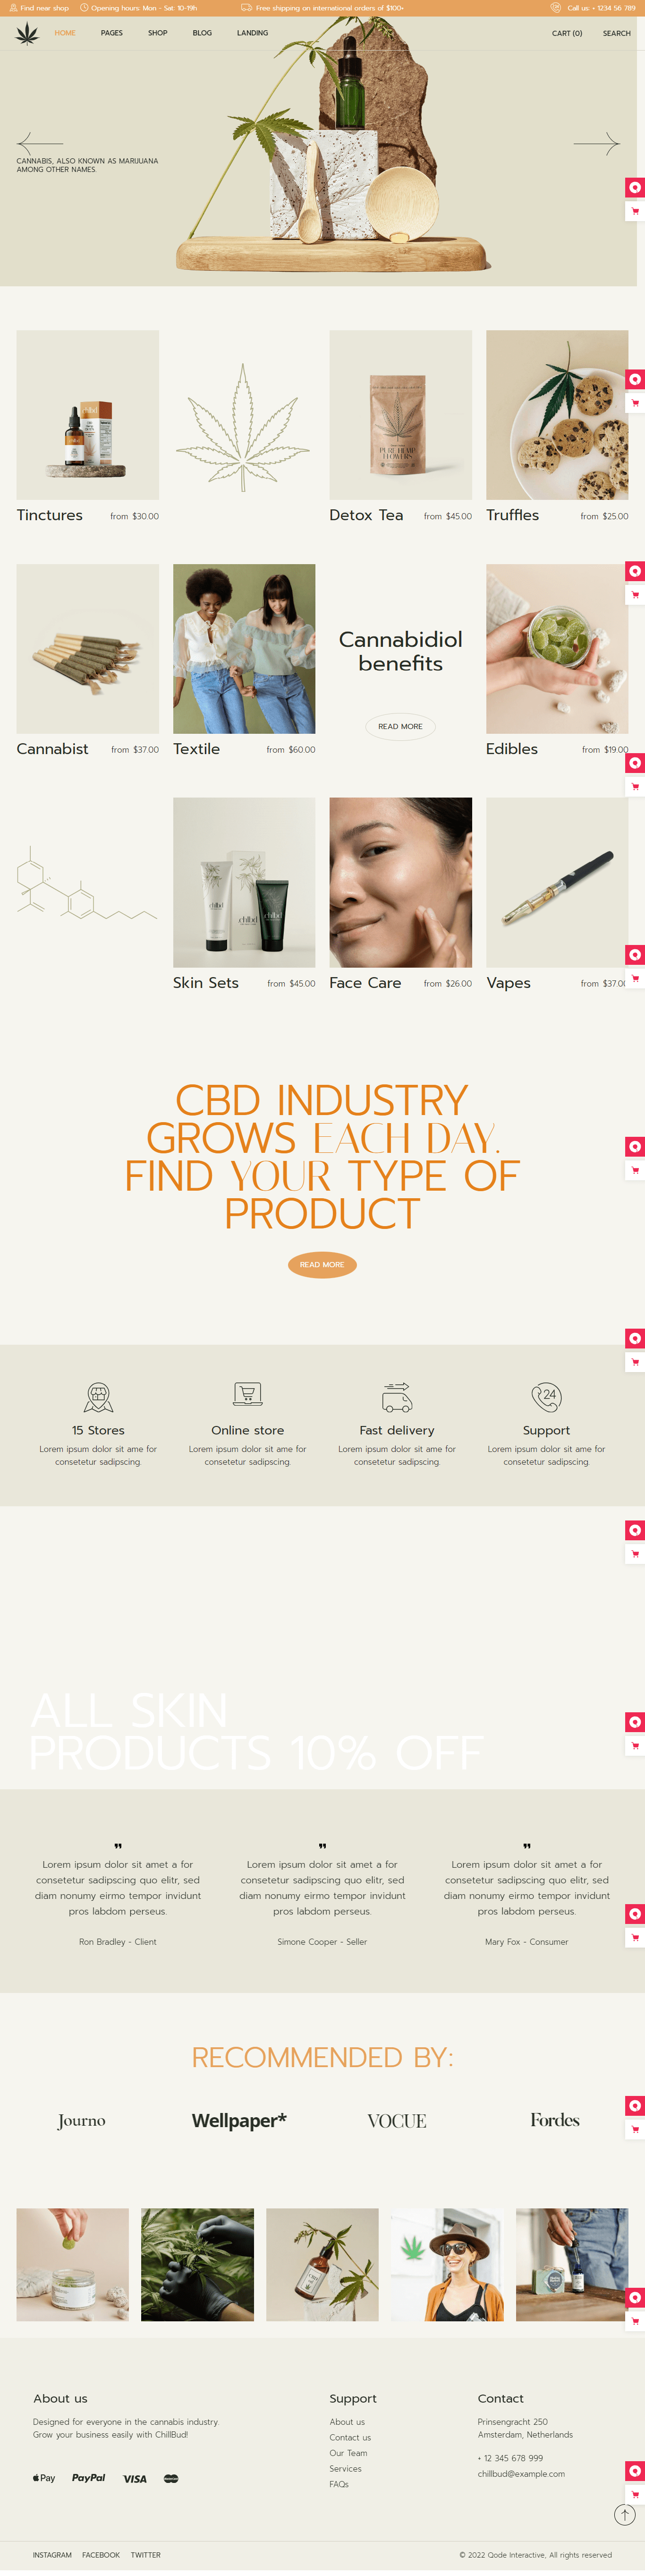 Find near shop Opening hours: Mon - Sat: 10-19h Free shipping on international orders of $100+ Call us: + 1234 56 789
HOME PAGES SHOP BLOG LANDING CART (0) SEARCH
CANNABIS, ALSO KNOWN AS MARIJUANA
AMONG OTHER NAMES.
chilbd
PURE HEMP
FLOWERS
Tinctures from $30.00
Detox Tea from $45.00
Truffles from $25.00
Cannabidiol
benefits
READ MORE
Cannabist from $37.00
Textile from $60.00
Edibles from $19.00
chilbd
chilbd
chilbd
Skin Sets from $45.00
Face Care from $26.00
Vapes from $37.00
CBD INDUSTRY
GROWS EACH DAY.
FIND YOUR TYPE OF
PRODUCT
READ MORE
24
15 Stores
Lorem ipsum dolor sit ame for
consetetur sadipscing.
Online store
Lorem ipsum dolor sit ame for
consetetur sadipscing.
Fast delivery
Lorem ipsum dolor sit ame for
consetetur sadipscing.
Support
Lorem ipsum dolor sit ame for
consetetur sadipscing.
ALL SKIN
PRODUCTS 10% OFF
Lorem ipsum dolor sit amet a for
consetetur sadipscing quo elitr, sed
diam nonumy eirmo tempor invidunt
pros labdom perseus.
Ron Bradley - Client
Lorem ipsum dolor sit amet a for
consetetur sadipscing quo elitr, sed
diam nonumy eirmo tempor invidunt
pros labdom perseus.
Simone Cooper - Seller
Lorem ipsum dolor sit amet a for
consetetur sadipscing quo elitr, sed
diam nonumy eirmo tempor invidunt
pros labdom perseus.
Mary Fox - Consumer
RECOMMENDED BY:
Journo Wellpaper* VOGUE Fordes
About us
Designed for everyone in the cannabis industry.
Grow your business easily with ChillBud!
Pay PayPal VISA
Support
About us
Contact us
Our Team
Services
FAQs
Contact
Prinsengracht 250
Amsterdam, Netherlands
+ 12 345 678 999
chillbud@example.com
INSTAGRAM FACEBOOK TWITTER
© 2022 Qode Interactive, All rights reserved